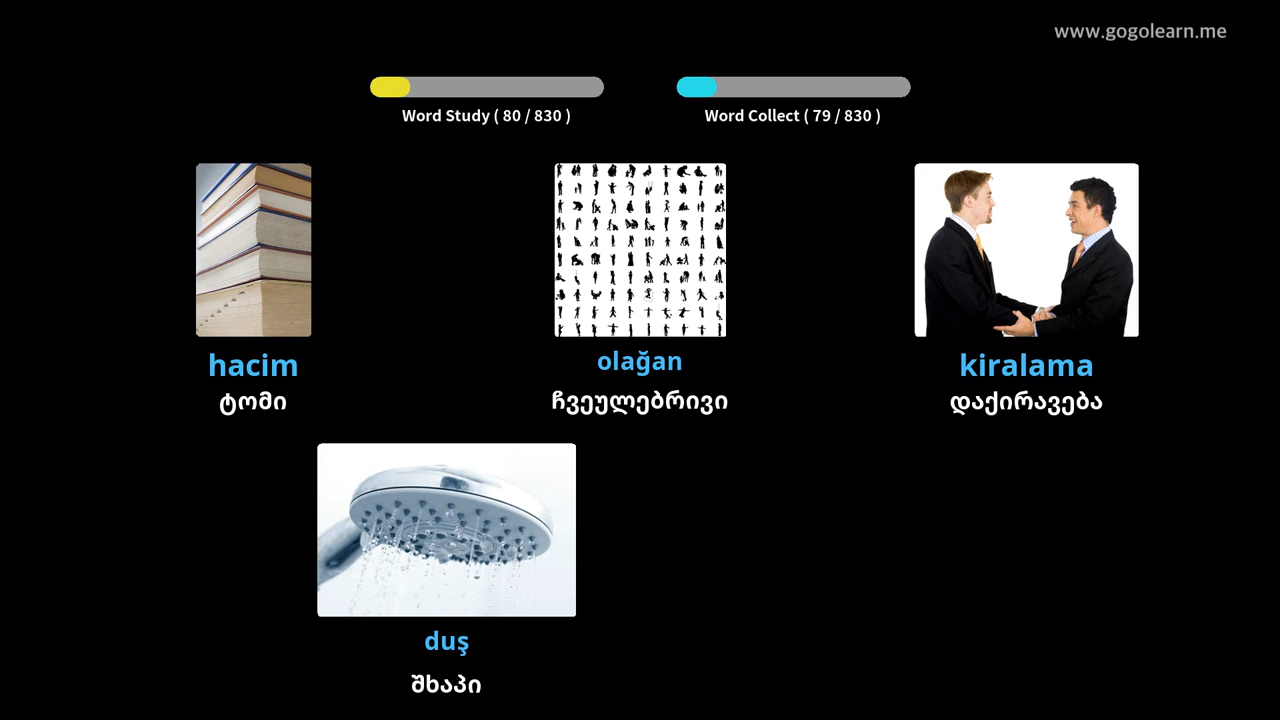 www.gogolearn.me
Word Study ( 80 / 830 )
Word Collect ( 79 / 830 )
hacim
ტომი
olağan
ჩვეულებრივი
kiralama
დაქირავება
duş
შხაპი